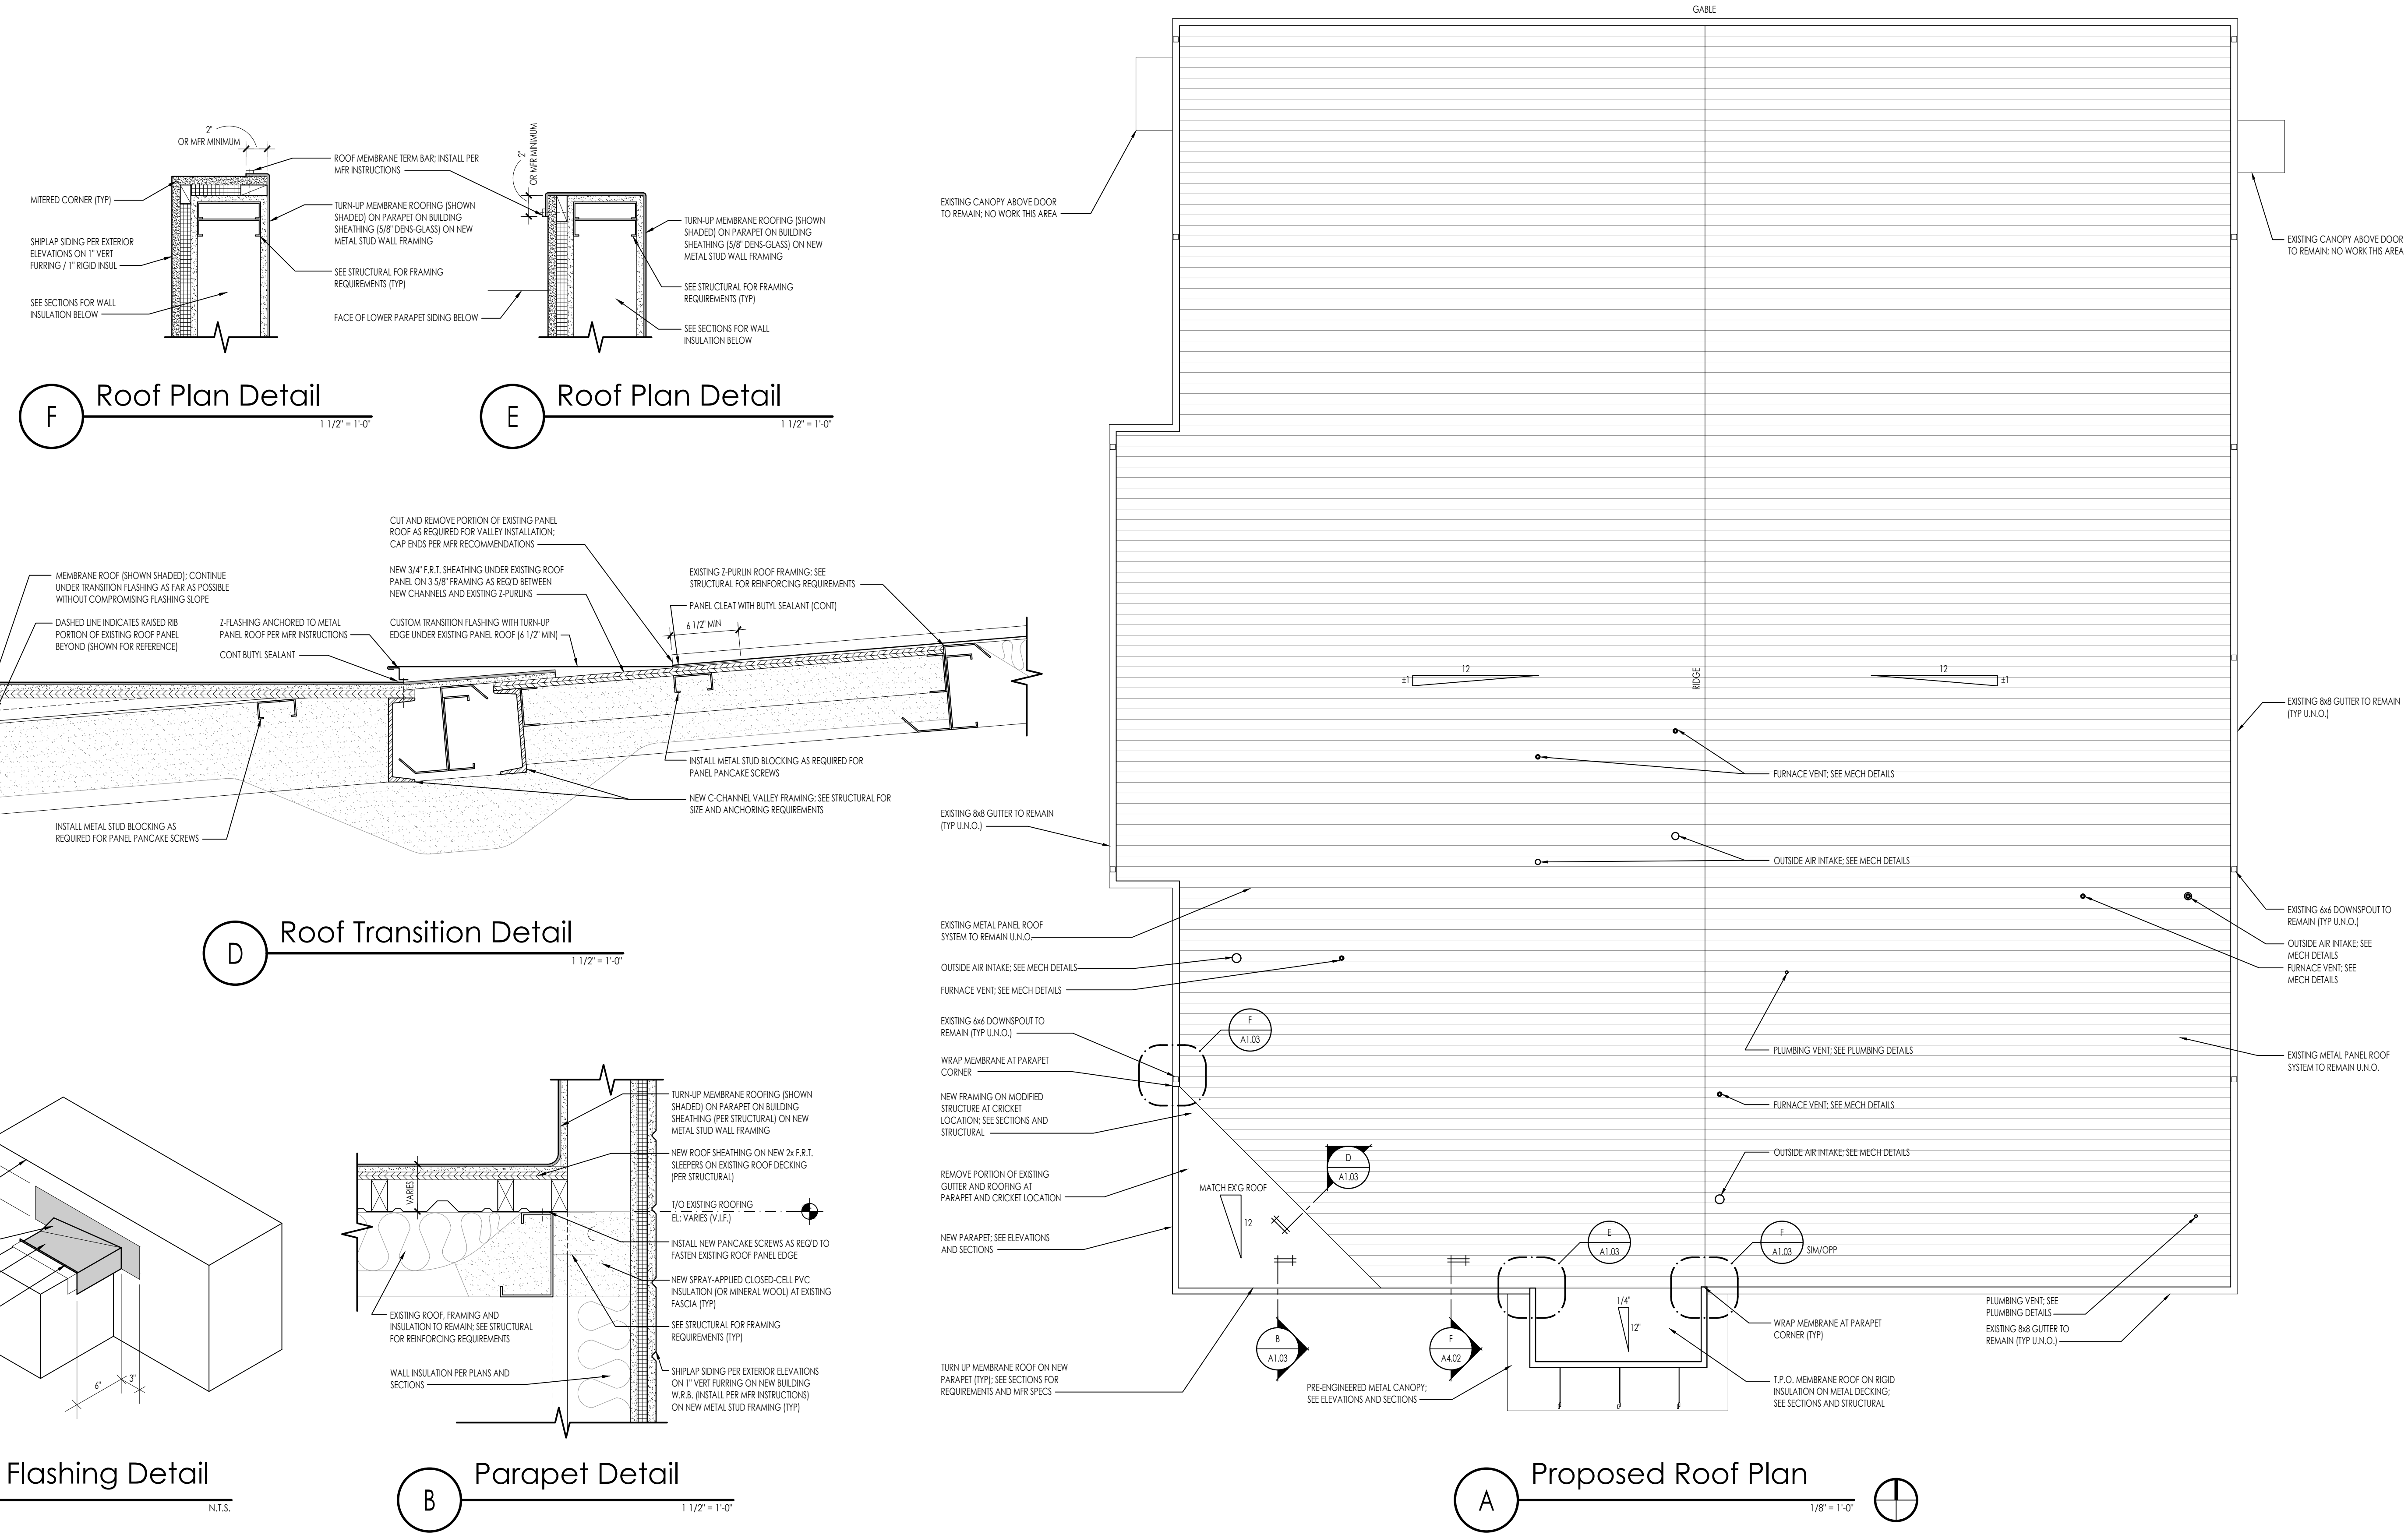 2"
OR MFR MINIMUM
MITERED CORNER (TYP)
SHIPLAP SIDING PER EXTERIOR
ELEVATIONS ON 1" VERT
FURRING / 1" RIGID INSUL
SEE SECTIONS FOR WALL
INSULATION BELOW
ROOF MEMBRANE TERM BAR; INSTALL PER
MFR INSTRUCTIONS
TURN-UP MEMBRANE ROOFING (SHOWN
SHADED) ON PARAPET ON BUILDING
SHEATHING (5/8" DENS-GLASS) ON NEW
METAL STUD WALL FRAMING
SEE STRUCTURAL FOR FRAMING
REQUIREMENTS (TYP)
FACE OF LOWER PARAPET SIDING BELOW
2"
OR MFR MINIMUM
TURN-UP MEMBRANE ROOFING (SHOWN
SHADED) ON PARAPET ON BUILDING
SHEATHING (5/8" DENS-GLASS) ON NEW
METAL STUD WALL FRAMING
SEE STRUCTURAL FOR FRAMING
REQUIREMENTS (TYP)
SEE SECTIONS FOR WALL
INSULATION BELOW
F
Roof Plan Detail
1 1/2" = 1'-0"
E
Roof Plan Detail
1 1/2" = 1'-0"
CUT AND REMOVE PORTION OF EXISTING PANEL
ROOF AS REQUIRED FOR VALLEY INSTALLATION;
CAP ENDS PER MFR RECOMMENDATIONS
MEMBRANE ROOF (SHOWN SHADED); CONTINUE
UNDER TRANSITION FLASHING AS FAR AS POSSIBLE
WITHOUT COMPROMISING FLASHING SLOPE
NEW 3/4" F.R.T. SHEATHING UNDER EXISTING ROOF
PANEL ON 3 5/8" FRAMING AS REQ'D BETWEEN
NEW CHANNELS AND EXISTING Z-PURLINS
EXISTING Z-PURLIN ROOF FRAMING; SEE
STRUCTURAL FOR REINFORCING REQUIREMENTS
PANEL CLEAT WITH BUTYL SEALANT (CONT)
DASHED LINE INDICATES RAISED RIB
PORTION OF EXISTING ROOF PANEL
BEYOND (SHOWN FOR REFERENCE)
Z-FLASHING ANCHORED TO METAL
PANEL ROOF PER MFR INSTRUCTIONS
CONT BUTYL SEALANT
CUSTOM TRANSITION FLASHING WITH TURN-UP
EDGE UNDER EXISTING PANEL ROOF (6 1/2" MIN)
6 1/2" MIN
INSTALL METAL STUD BLOCKING AS REQUIRED FOR
PANEL PANCAKE SCREWS
NEW C-CHANNEL VALLEY FRAMING; SEE STRUCTURAL FOR
SIZE AND ANCHORING REQUIREMENTS
INSTALL METAL STUD BLOCKING AS
REQUIRED FOR PANEL PANCAKE SCREWS
D
Roof Transition Detail
1 1/2" = 1'-0"
6"
3"
Flashing Detail
N.T.S.
TURN-UP MEMBRANE ROOFING (SHOWN
SHADED) ON PARAPET ON BUILDING
SHEATHING (PER STRUCTURAL) ON NEW
METAL STUD WALL FRAMING
NEW ROOF SHEATHING ON NEW 2x F.R.T.
SLEEPERS ON EXISTING ROOF DECKING
(PER STRUCTURAL)
VARIES
T/O EXISTING ROOFING
EL: VARIES (V.I.F.)
INSTALL NEW PANCAKE SCREWS AS REQ'D TO
FASTEN EXISTING ROOF PANEL EDGE
NEW SPRAY-APPLIED CLOSED-CELL PVC
INSULATION (OR MINERAL WOOL) AT EXISTING
FASCIA (TYP)
EXISTING ROOF, FRAMING AND
INSULATION TO REMAIN; SEE STRUCTURAL
FOR REINFORCING REQUIREMENTS
SEE STRUCTURAL FOR FRAMING
REQUIREMENTS (TYP)
WALL INSULATION PER PLANS AND
SECTIONS
SHIPLAP SIDING PER EXTERIOR ELEVATIONS
ON 1" VERT FURRING ON NEW BUILDING
W.R.B. (INSTALL PER MFR INSTRUCTIONS)
ON NEW METAL STUD FRAMING (TYP)
B
Parapet Detail
1 1/2" = 1'-0"
GABLE
EXISTING CANOPY ABOVE DOOR
TO REMAIN; NO WORK THIS AREA
EXISTING CANOPY ABOVE DOOR
TO REMAIN; NO WORK THIS AREA
12
±1
RIDGE
12
±1
EXISTING 8x8 GUTTER TO REMAIN
(TYP U.N.O.)
FURNACE VENT; SEE MECH DETAILS
EXISTING 8x8 GUTTER TO REMAIN
(TYP U.N.O.)
OUTSIDE AIR INTAKE; SEE MECH DETAILS
EXISTING METAL PANEL ROOF
SYSTEM TO REMAIN U.N.O.
EXISTING 6x6 DOWNSPOUT TO
REMAIN (TYP U.N.O.)
OUTSIDE AIR INTAKE; SEE
MECH DETAILS
FURNACE VENT; SEE
MECH DETAILS
OUTSIDE AIR INTAKE; SEE MECH DETAILS
FURNACE VENT; SEE MECH DETAILS
EXISTING 6x6 DOWNSPOUT TO
REMAIN (TYP U.N.O.)
F
A1.03
WRAP MEMBRANE AT PARAPET
CORNER
PLUMBING VENT; SEE PLUMBING DETAILS
EXISTING METAL PANEL ROOF
SYSTEM TO REMAIN U.N.O.
NEW FRAMING ON MODIFIED
STRUCTURE AT CRICKET
LOCATION; SEE SECTIONS AND
STRUCTURAL
FURNACE VENT; SEE MECH DETAILS
OUTSIDE AIR INTAKE; SEE MECH DETAILS
REMOVE PORTION OF EXISTING
GUTTER AND ROOFING AT
PARAPET AND CRICKET LOCATION
D
A1.03
MATCH EX'G ROOF
12
NEW PARAPET; SEE ELEVATIONS
AND SECTIONS
E
A1.03
F
A1.03
SIM/OPP
1/4"
12"
PLUMBING VENT; SEE
PLUMBING DETAILS
EXISTING 8x8 GUTTER TO
REMAIN (TYP U.N.O.)
WRAP MEMBRANE AT PARAPET
CORNER (TYP)
B
A1.03
F
A4.02
TURN UP MEMBRANE ROOF ON NEW
PARAPET (TYP); SEE SECTIONS FOR
REQUIREMENTS AND MFR SPECS
PRE-ENGINEERED METAL CANOPY;
SEE ELEVATIONS AND SECTIONS
T.P.O. MEMBRANE ROOF ON RIGID
INSULATION ON METAL DECKING;
SEE SECTIONS AND STRUCTURAL
A
Proposed Roof Plan
1/8" = 1'-0"